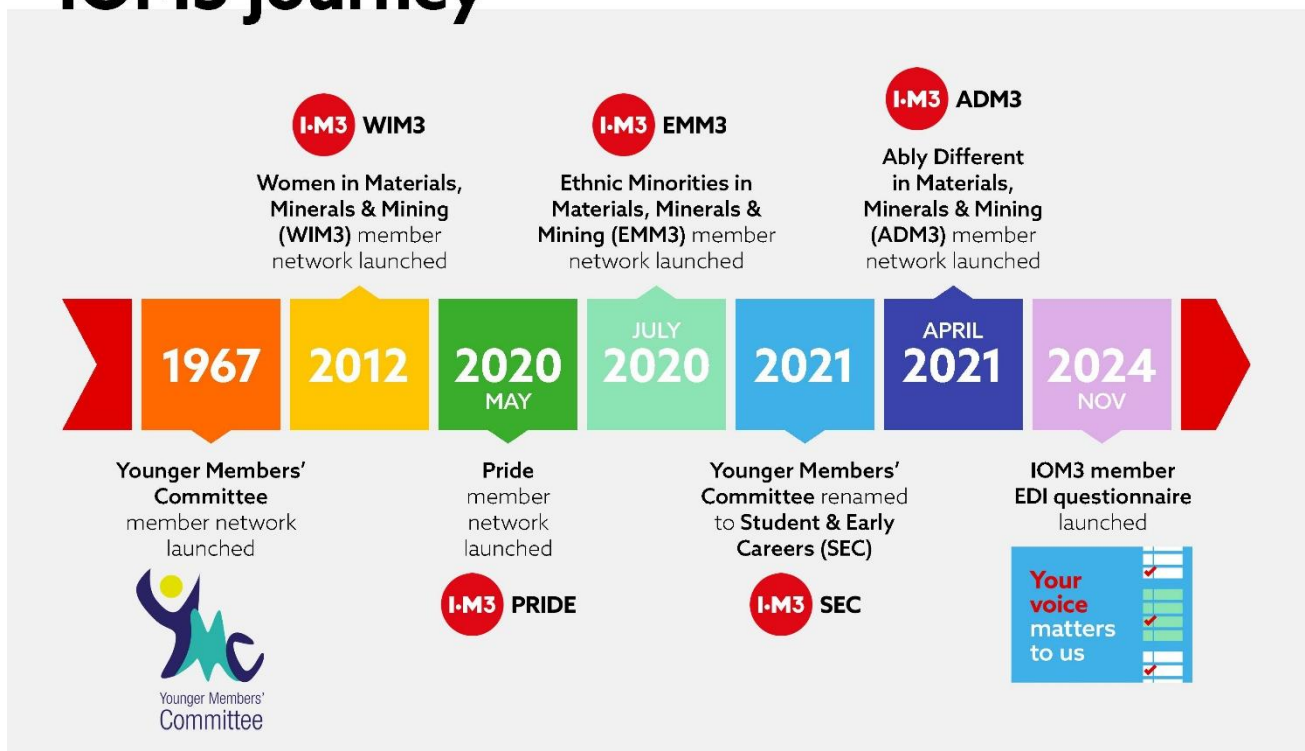 IOM3 journey
I·M3 WIM3
Women in Materials,
Minerals & Mining
(WIM3) member
network launched
I·M3 EMM3
Ethnic Minorities in
Materials, Minerals &
Mining (EMM3) member
network launched
I·M3 ADM3
Ably Different
in Materials,
Minerals & Mining
(ADM3) member
network launched
1967
2012
2020
MAY
JULY
2020
2021
APRIL
2021
2024
NOV
Younger Members'
Committee
member network
launched
YMC
Younger Members'
Committee
Pride
member
network
launched
I·M3 PRIDE
Younger Members'
Committee renamed
to Student & Early
Careers (SEC)
I·M3 SEC
IOM3 member
EDI questionnaire
launched
Your
voice
matters
to us